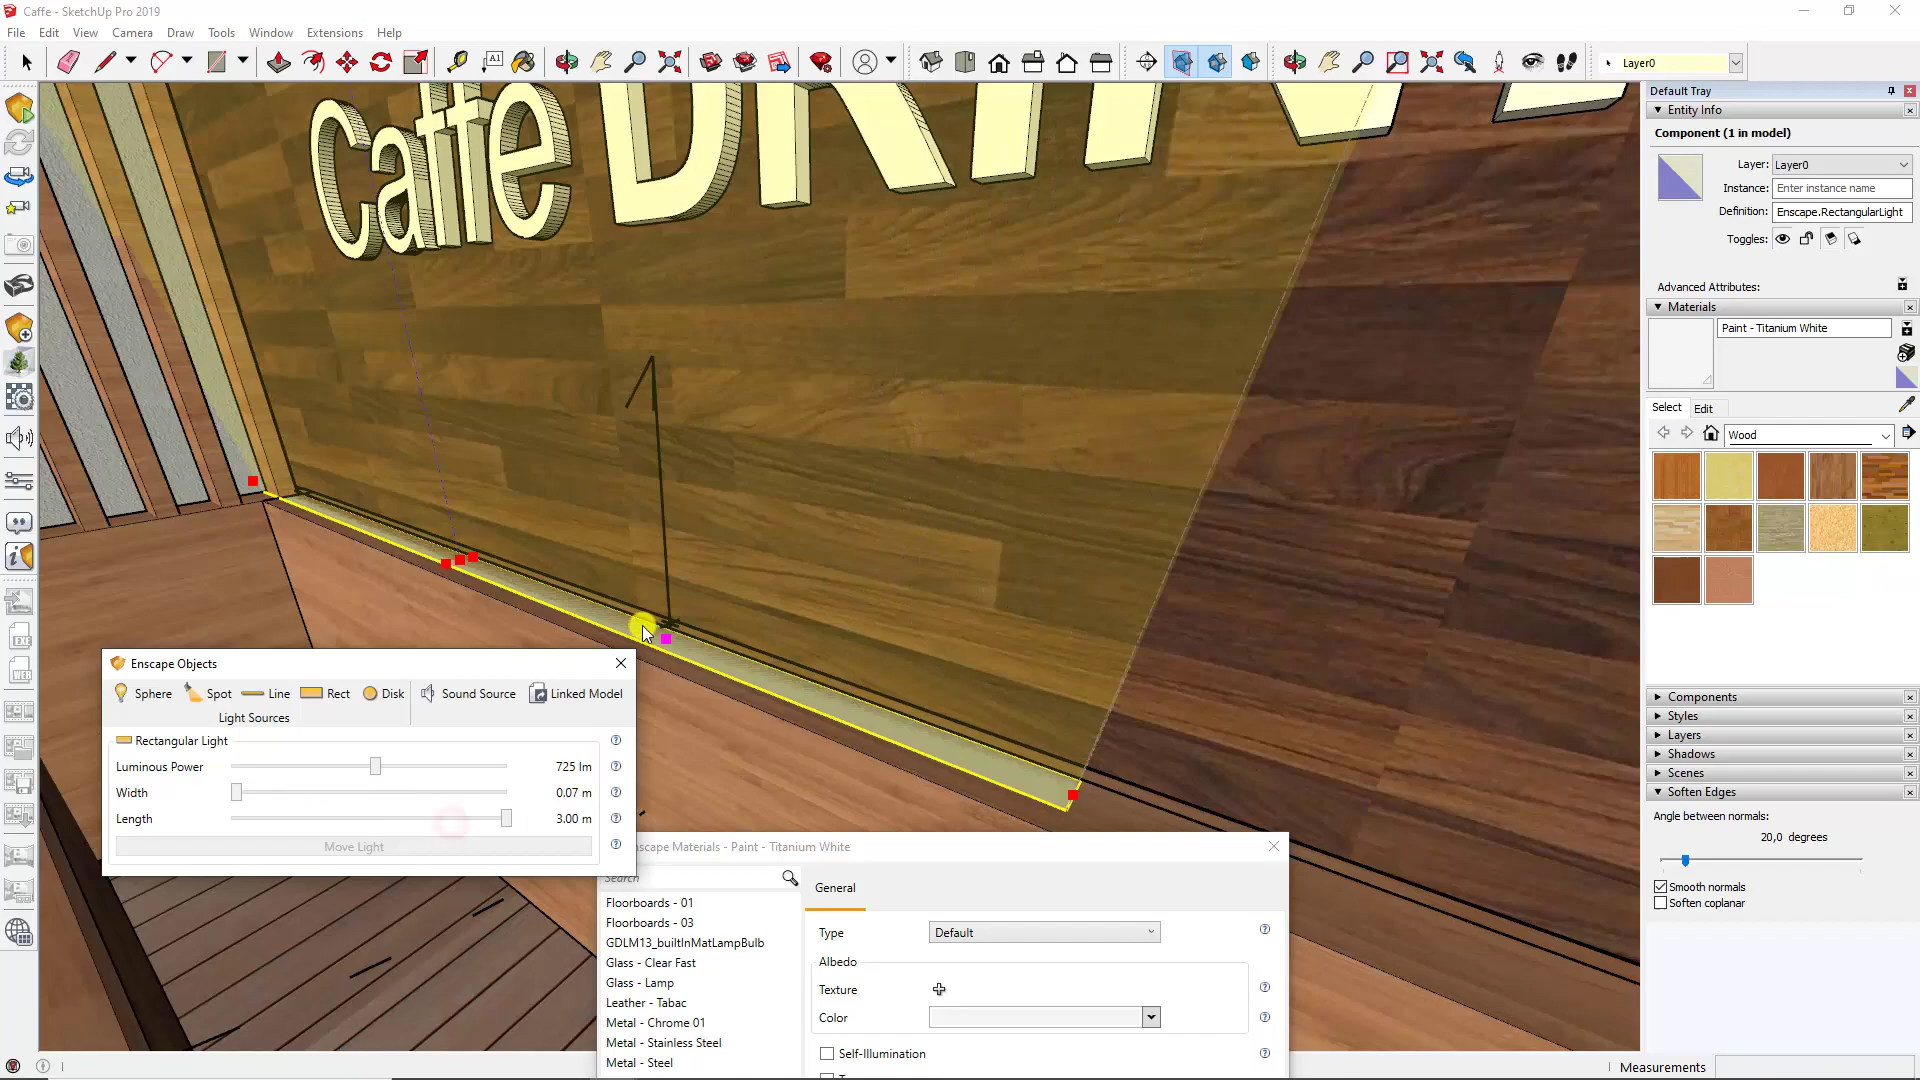 Caffe - SketchUp Pro 2019
File Edit View Camera Draw Tools Window Extensions Help
A1
Layer0
Default Tray
Entity Info
Component (1 in model)
Layer: Layer0
Instance: Enter instance name
Definition: Enscape.RectangularLight
Toggles:
Advanced Attributes:
Materials
Paint - Titanium White
Select Edit
Wood
Components
Styles
Layers
Shadows
Scenes
Soften Edges
Angle between normals:
20,0 degrees
Smooth normals
Soften coplanar
Caffe
Enscape Objects
Sphere Spot Line Rect Disk Sound Source Linked Model
Light Sources
Rectangular Light
Luminous Power 725 lm
Width 0.07 m
Length 3.00 m
Move Light
scape Materials - Paint - Titanium White
Search
General
Floorboards - 01
Floorboards - 03
GDLM13_builtInMatLampBulb
Glass - Clear Fast
Glass - Lamp
Leather - Tabac
Metal - Chrome 01
Metal - Stainless Steel
Metal - Steel
Type Default
Albedo
Texture
Color
Self-Illumination
Measurements